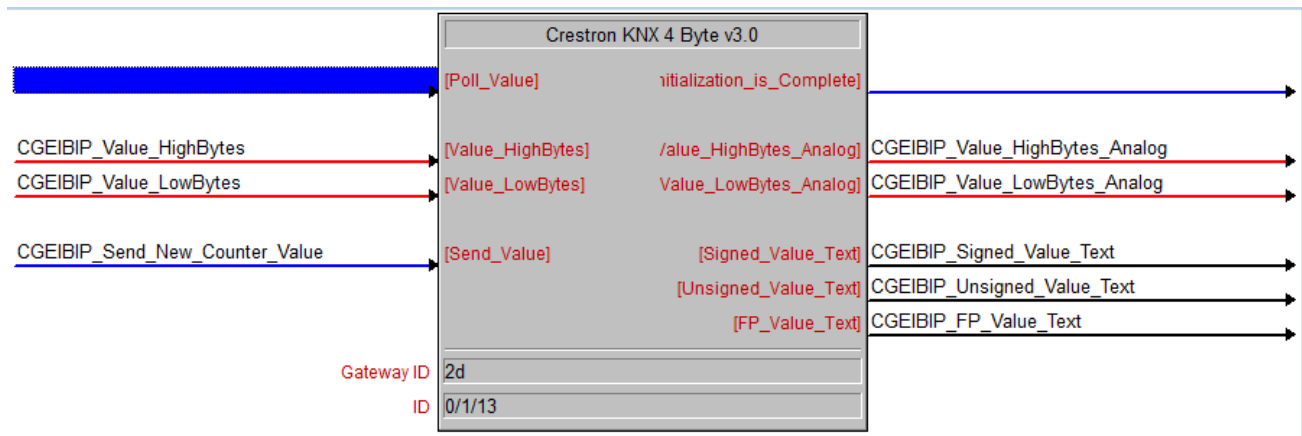 Crestron KNX 4 Byte v3.0
[Poll_Value] nitialization_is_Complete]
CGEIBIP_Value_HighBytes [Value_HighBytes] /alue_HighBytes_Analog] CGEIBIP_Value_HighBytes_Analog
CGEIBIP_Value_LowBytes [Value_LowBytes] Value_LowBytes_Analog] CGEIBIP_Value_LowBytes_Analog
CGEIBIP_Send_New_Counter_Value [Send_Value] [Signed_Value_Text] CGEIBIP_Signed_Value_Text
[Unsigned_Value_Text] CGEIBIP_Unsigned_Value_Text
[FP_Value_Text] CGEIBIP_FP_Value_Text
Gateway ID 2d
ID 0/1/13